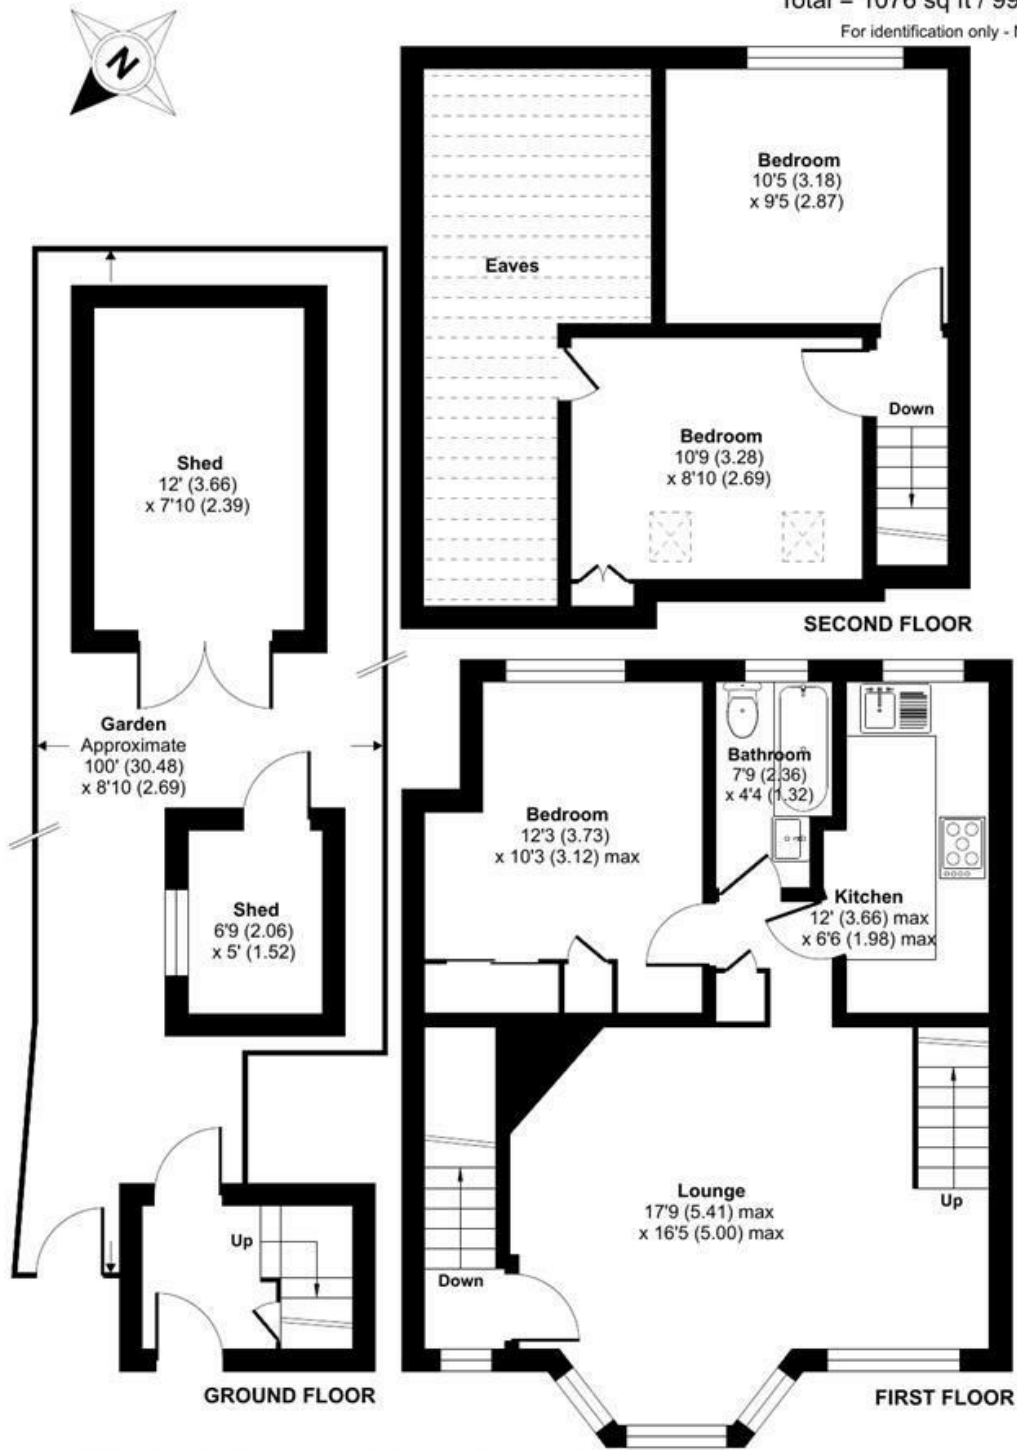 Total = 1076 sq ft / 99
For identification only - N
N
Bedroom
10'5 (3.18)
x 9'5 (2.87)
Eaves
Down
Bedroom
10'9 (3.28)
x 8'10 (2.69)
SECOND FLOOR
Shed
12' (3.66)
x 7'10 (2.39)
Garden
Approximate
100' (30.48)
x 8'10 (2.69)
Shed
6'9 (2.06)
x 5' (1.52)
Up
GROUND FLOOR
Bedroom
12'3 (3.73)
x 10'3 (3.12) max
Bathroom
7'9 (2.36)
x 4'4 (1.32)
Kitchen
12' (3.66) max
x 6'6 (1.98) max
Lounge
17'9 (5.41) max
x 16'5 (5.00) max
Up
Down
FIRST FLOOR